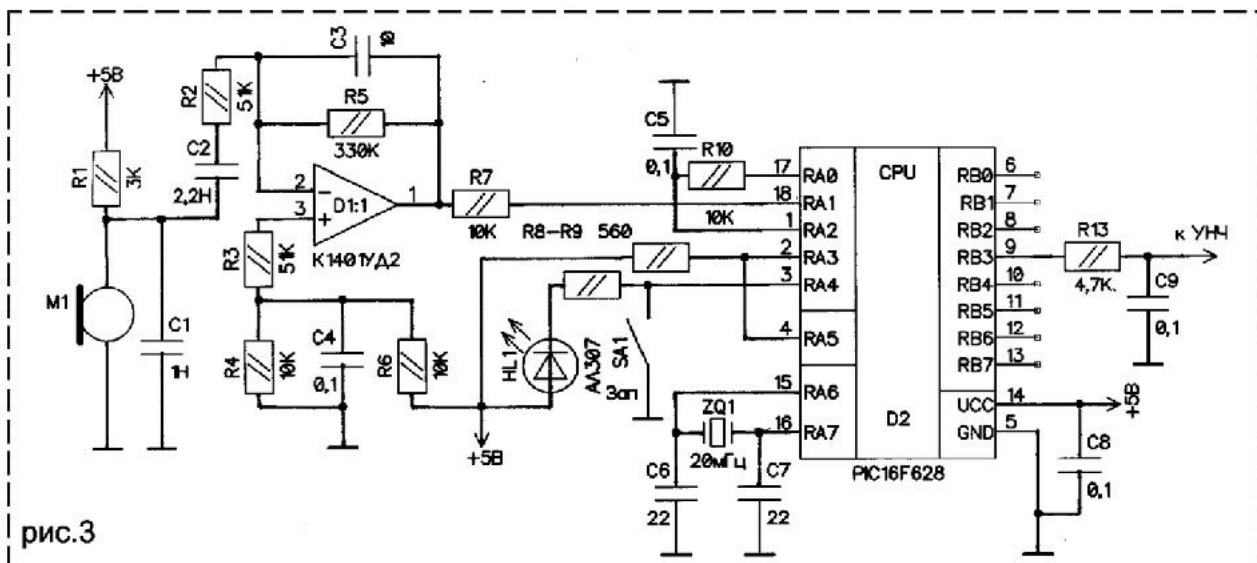 +5В
R1
3К
R2
51К
C2
2,2Н
C3
10
R5
330К
2
3
1
D1:1
К1401УД2
R3
51К
M1
C1
1Н
R4
10К
C4
0,1
R6
10К
+5В
R7
10К
R8-R9 560
HL1
АЛ307
SA1
Зап
C5
0,1
R10
10К
17
18
1
2
3
4
15
16
RA0
RA1
RA2
RA3
RA4
RA5
RA6
RA7
CPU
D2
PIC16F628
ZQ1
20мГц
C6
22
C7
22
RB0
RB1
RB2
RB3
RB4
RB5
RB6
RB7
UCC
GND
6
7
8
9
10
11
12
13
14
5
R13
4,7К.
к УНЧ
C9
0,1
+5В
C8
0,1
рис.3